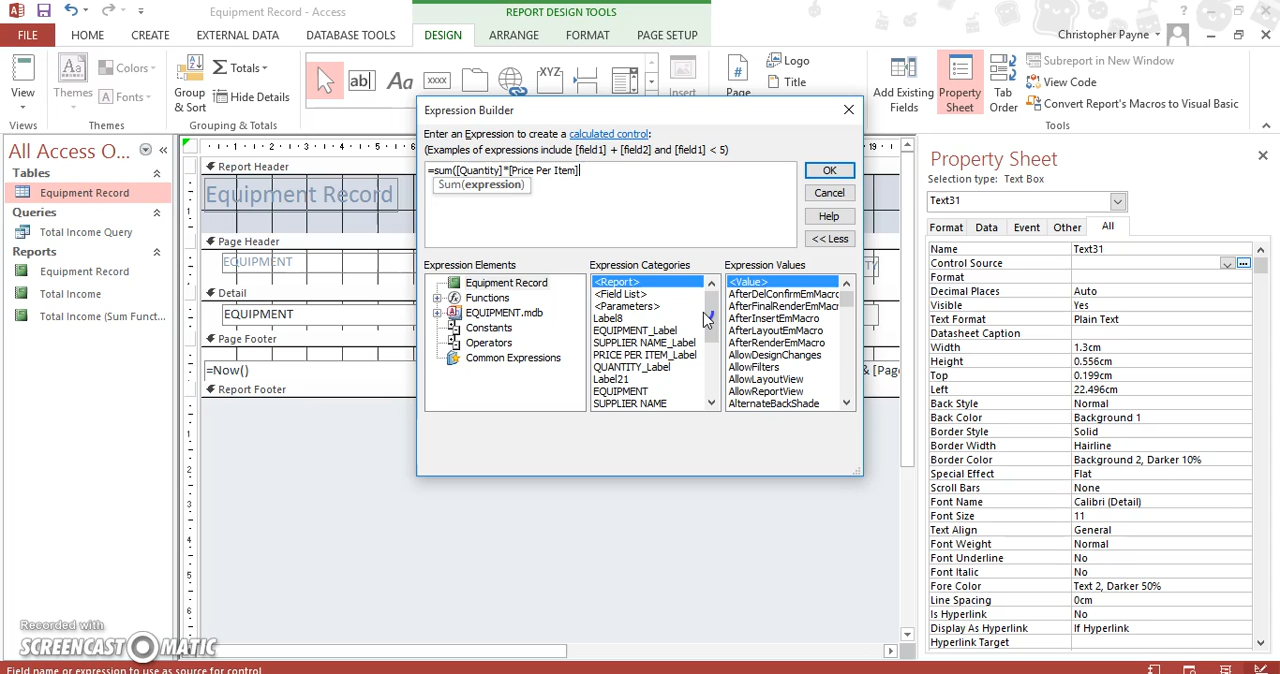 Equipment Record - Access
REPORT DESIGN TOOLS
?
FILE
HOME
CREATE
EXTERNAL DATA
DATABASE TOOLS
DESIGN
ARRANGE
FORMAT
PAGE SETUP
Christopher Payne
View
Views
Aa
Themes
Colors
Fonts
Themes
Group & Sort
Totals
Hide Details
Grouping & Totals
ab|
Aa
xxxx
XYZ
Insert
Page
Logo
Title
Add Existing Fields
Property Sheet
Tab Order
Subreport in New Window
View Code
Convert Report's Macros to Visual Basic
Tools
All Access O...
Tables
Equipment Record
Queries
Total Income Query
Reports
Equipment Record
Total Income
Total Income (Sum Funct...
Report Header
Equipment Record
Page Header
EQUIPMENT
Detail
EQUIPMENT
Page Footer
=Now()
& [Pag
Report Footer
Expression Builder
Enter an Expression to create a calculated control:
(Examples of expressions include [field1] + [field2] and [field1] < 5)
=sum([Quantity]*[Price Per Item]
Sum(expression)
OK
Cancel
Help
<< Less
Expression Elements
Equipment Record
Functions
EQUIPMENT.mdb
Constants
Operators
Common Expressions
Expression Categories
<Report>
<Field List>
<Parameters>
Label8
EQUIPMENT_Label
SUPPLIER NAME_Label
PRICE PER ITEM_Label
QUANTITY_Label
Label21
EQUIPMENT
SUPPLIER NAME
Expression Values
<Value>
AfterDelConfirmEmMacro
AfterFinalRenderEmMacr
AfterInsertEmMacro
AfterLayoutEmMacro
AfterRenderEmMacro
AllowDesignChanges
AllowFilters
AllowLayoutView
AllowReportView
AlternateBackShade
Property Sheet
Selection type: Text Box
Text31
Format
Data
Event
Other
All
Name Text31
Control Source
Format
Decimal Places Auto
Visible Yes
Text Format Plain Text
Datasheet Caption
Width 1.3cm
Height 0.556cm
Top 0.199cm
Left 22.496cm
Back Style Normal
Back Color Background 1
Border Style Solid
Border Width Hairline
Border Color Background 2, Darker 10%
Special Effect Flat
Scroll Bars None
Font Name Calibri (Detail)
Font Size 11
Text Align General
Font Weight Normal
Font Underline No
Font Italic No
Fore Color Text 2, Darker 50%
Line Spacing 0cm
Is Hyperlink No
Display As Hyperlink If Hyperlink
Hyperlink Target
Recorded with
SCREENCAST MATIC
Field name or expression to use as source for control